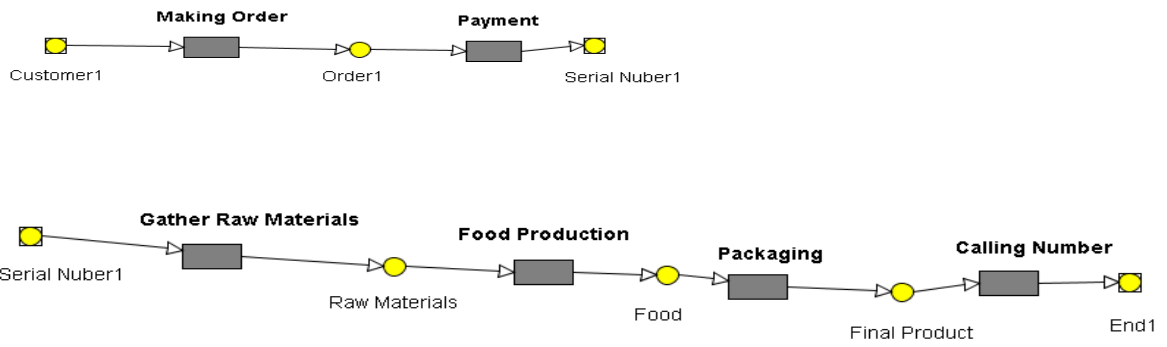 Making Order
Payment
Customer1
Order1
Serial Nuber1
Gather Raw Materials
Food Production
Packaging
Calling Number
Serial Nuber1
Raw Materials
Food
Final Product
End1